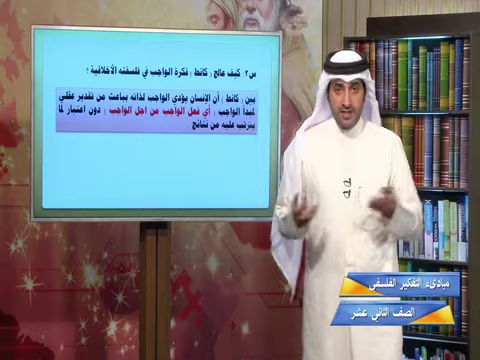 س٢: كيف عالج ( كانط ) فكرة الواجب في فلسفته الأخلاقية ؟
بين ( كانط ) أن الإنسان يؤدى الواجب لذاته بباعث من تقدير عقلي
لمبدأ الواجب ( أي فعل الواجب من اجل الواجب ) دون اعتبار لما
يترتب عليه من نتائج
مبادىء التفكير الفلسفي
الصف الثاني عشر